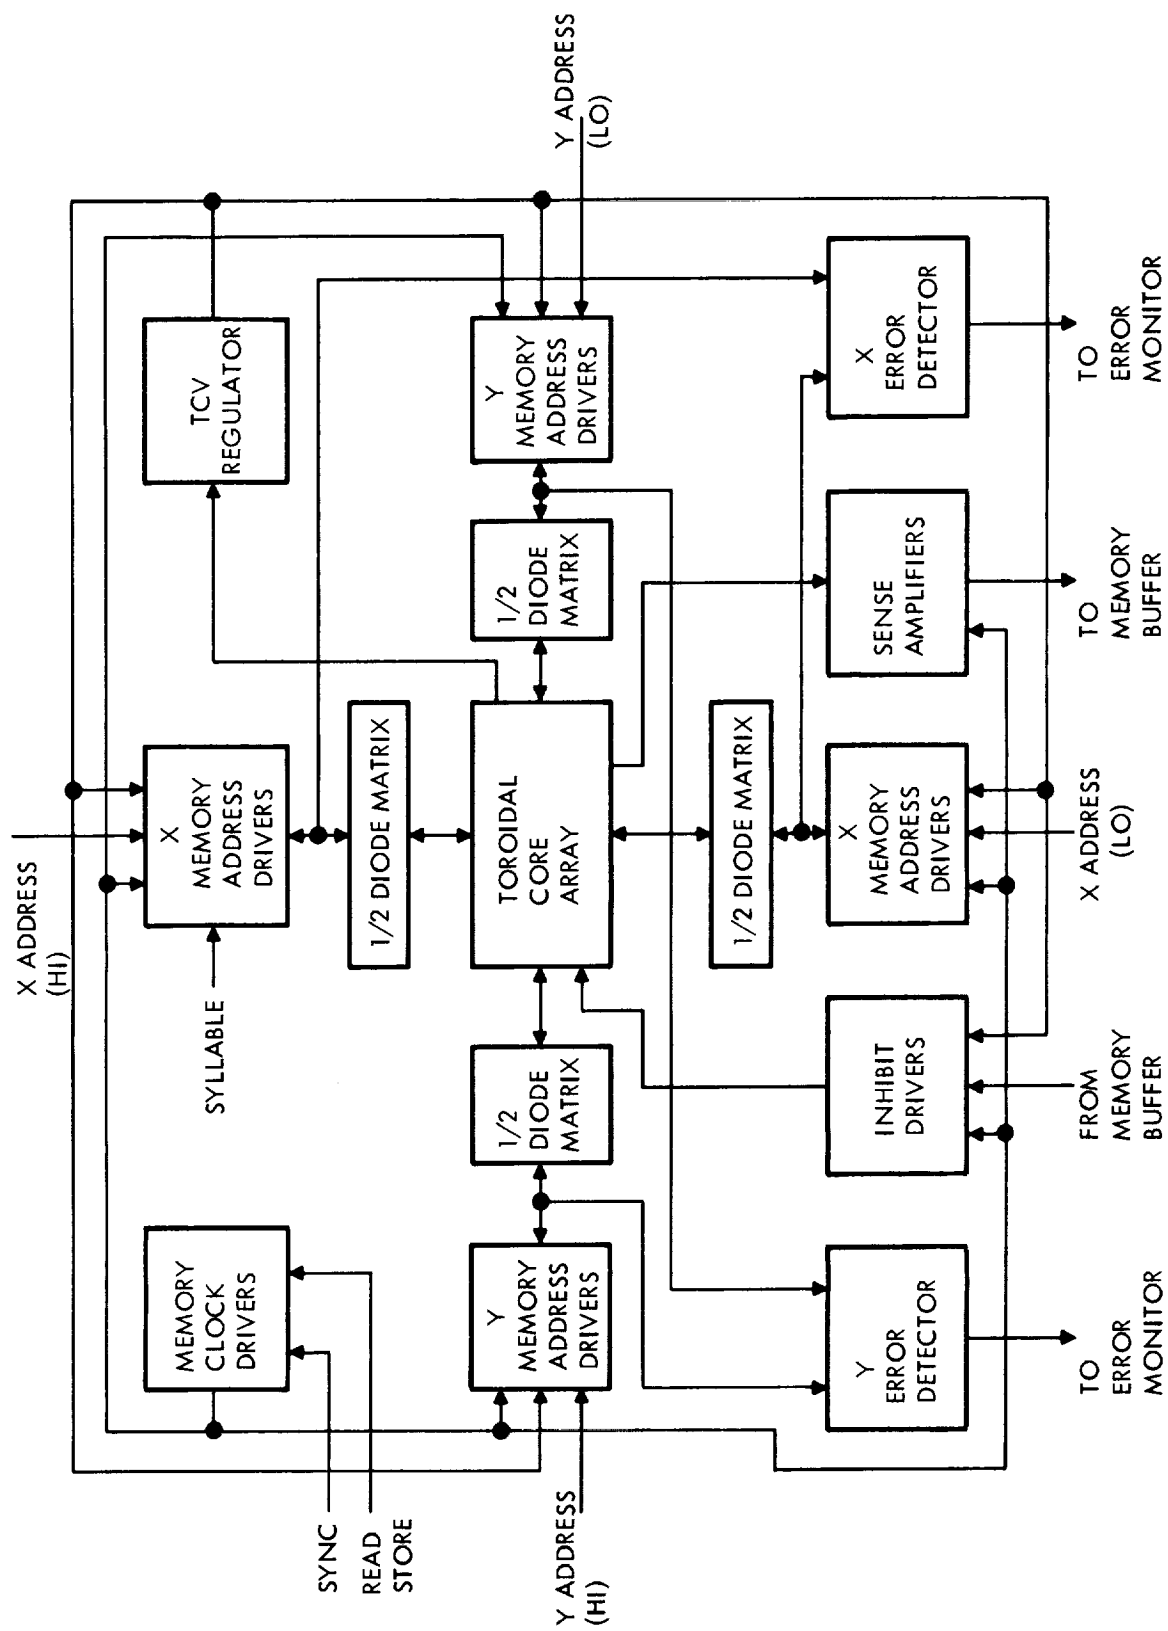 X ADDRESS
(HI)
SYNC
READ
STORE
MEMORY
CLOCK
DRIVERS
SYLLABLE
X
MEMORY
ADDRESS
DRIVERS
TCV
REGULATOR
1/2 DIODE MATRIX
Y ADDRESS
(HI)
Y
MEMORY
ADDRESS
DRIVERS
1/2
DIODE
MATRIX
TOROIDAL
CORE
ARRAY
1/2
DIODE
MATRIX
Y
MEMORY
ADDRESS
DRIVERS
Y ADDRESS
(LO)
1/2 DIODE MATRIX
Y
ERROR
DETECTOR
INHIBIT
DRIVERS
X
MEMORY
ADDRESS
DRIVERS
SENSE
AMPLIFIERS
X
ERROR
DETECTOR
TO
ERROR
MONITOR
FROM
MEMORY
BUFFER
X ADDRESS
(LO)
TO
MEMORY
BUFFER
TO
ERROR
MONITOR